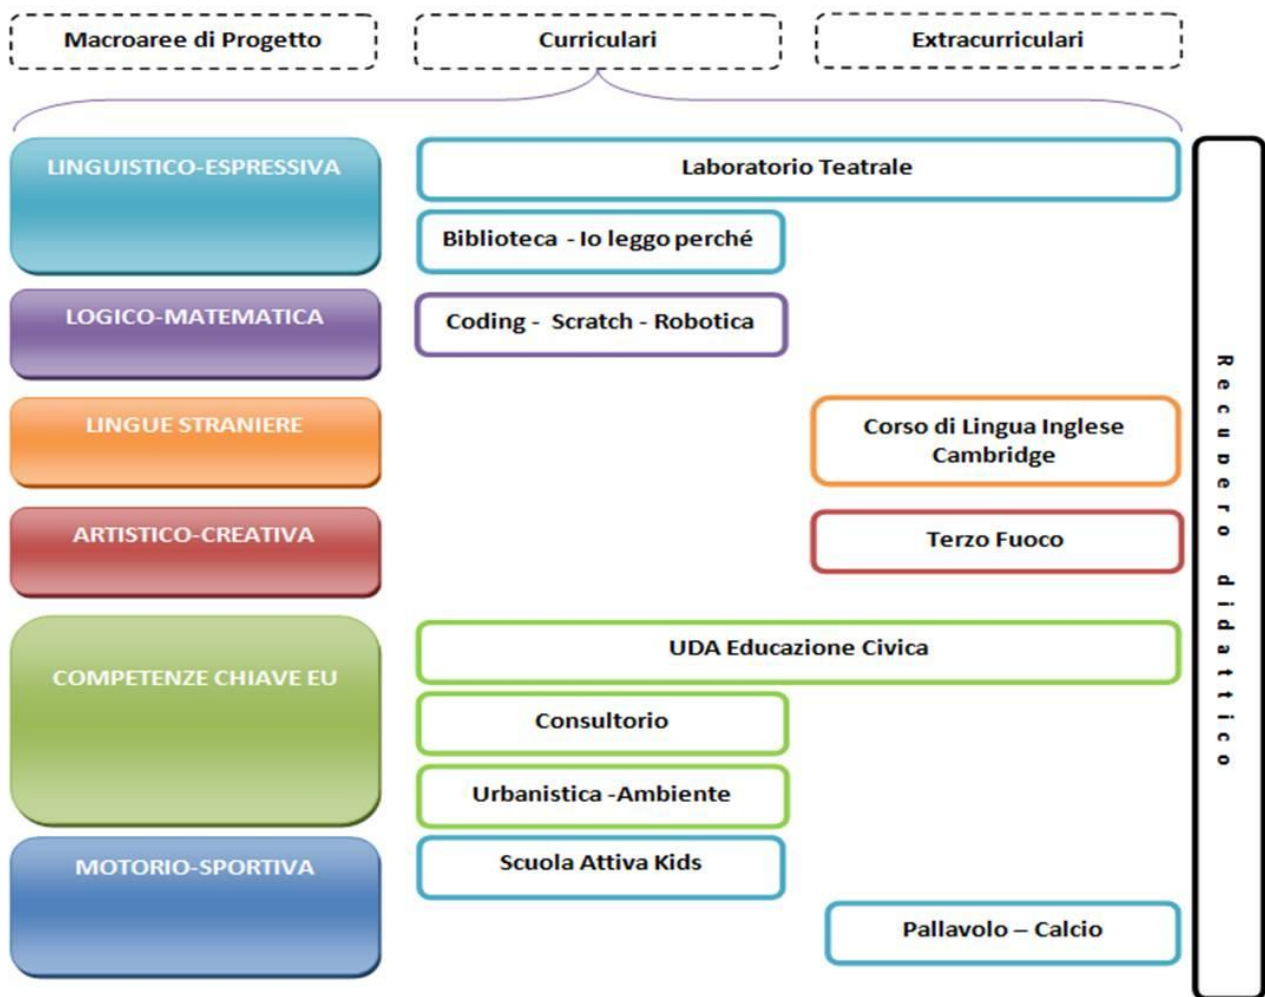 Macroaree di Progetto
Curriculari
Extracurriculari
LINGUISTICO-ESPRESSIVA
Laboratorio Teatrale
Biblioteca - Io leggo perché
LOGICO-MATEMATICA
Coding - Scratch - Robotica
LINGUE STRANIERE
Corso di Lingua Inglese
Cambridge
ARTISTICO-CREATIVA
Terzo Fuoco
COMPETENZE CHIAVE EU
UDA Educazione Civica
Consultorio
Urbanistica -Ambiente
MOTORIO-SPORTIVA
Scuola Attiva Kids
Pallavolo – Calcio
Recupero didattico